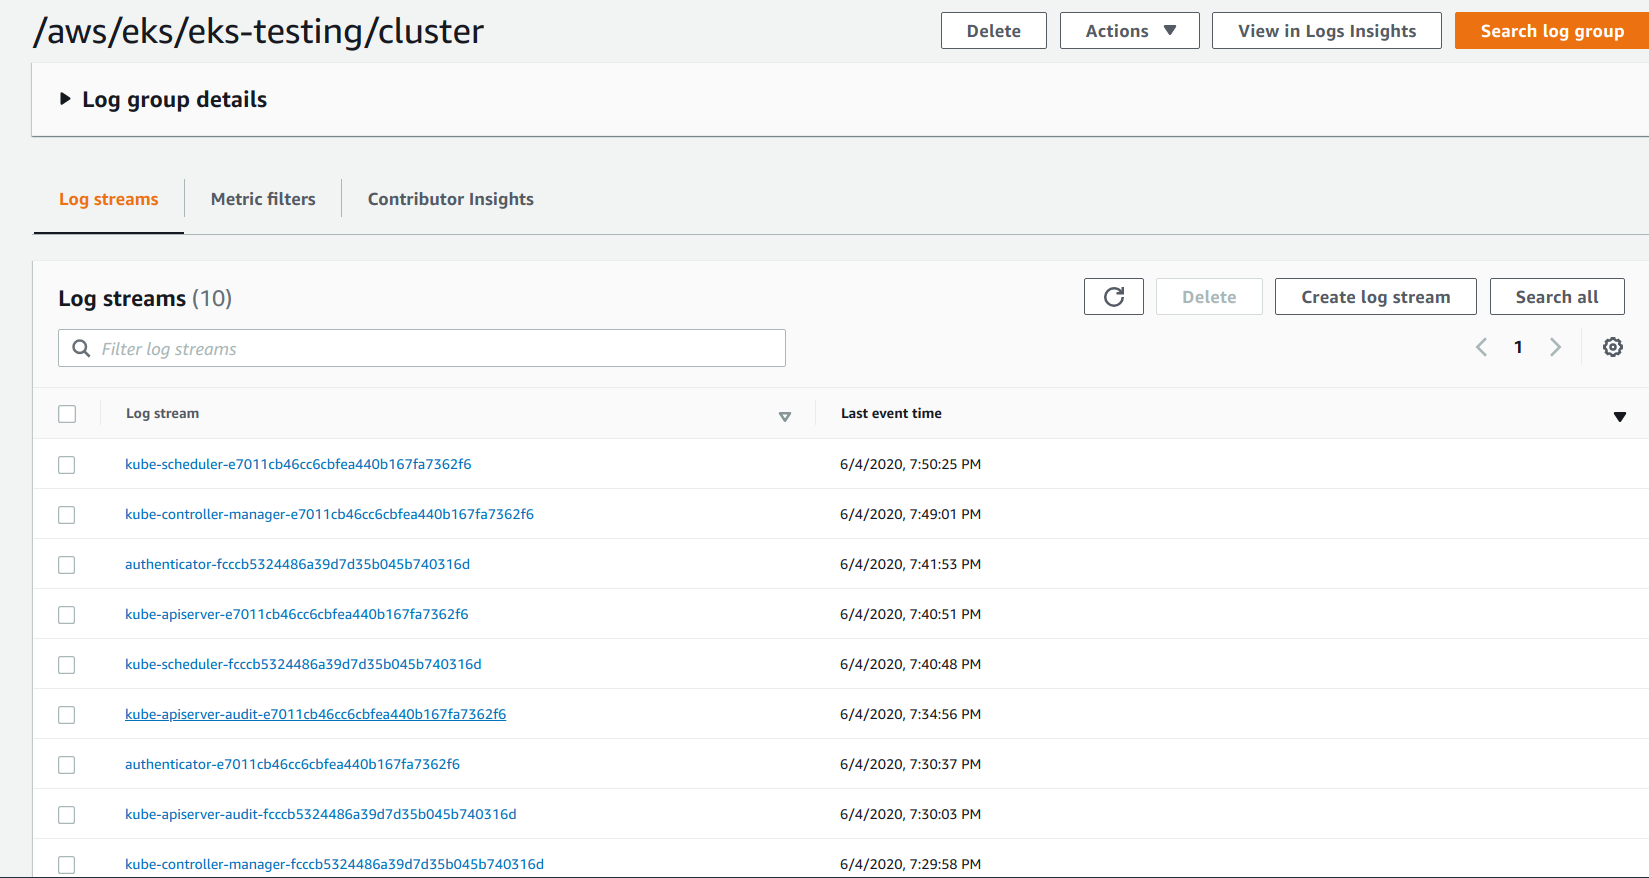 /aws/eks/eks-testing/cluster
Delete
Actions
View in Logs Insights
Search log group
Log group details
Log streams
Metric filters
Contributor Insights
Log streams (10)
Delete
Create log stream
Search all
Filter log streams
1
Log stream
Last event time
kube-scheduler-e7011cb46cc6cbfea440b167fa7362f6 6/4/2020, 7:50:25 PM
kube-controller-manager-e7011cb46cc6cbfea440b167fa7362f6 6/4/2020, 7:49:01 PM
authenticator-fcccb5324486a39d7d35b045b740316d 6/4/2020, 7:41:53 PM
kube-apiserver-e7011cb46cc6cbfea440b167fa7362f6 6/4/2020, 7:40:51 PM
kube-scheduler-fcccb5324486a39d7d35b045b740316d 6/4/2020, 7:40:48 PM
kube-apiserver-audit-e7011cb46cc6cbfea440b167fa7362f6 6/4/2020, 7:34:56 PM
authenticator-e7011cb46cc6cbfea440b167fa7362f6 6/4/2020, 7:30:37 PM
kube-apiserver-audit-fcccb5324486a39d7d35b045b740316d 6/4/2020, 7:30:03 PM
kube-controller-manager-fcccb5324486a39d7d35b045b740316d 6/4/2020, 7:29:58 PM